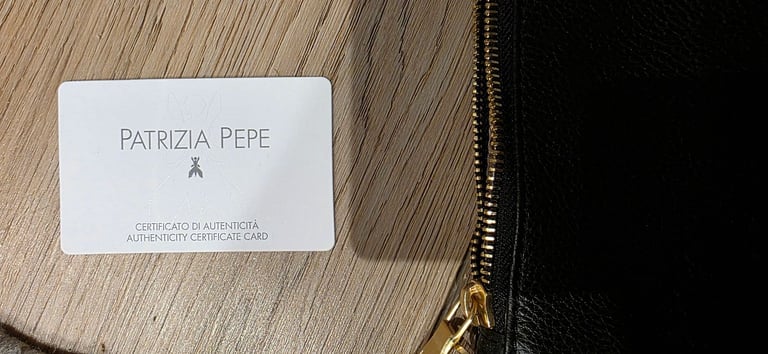 PATRIZIA PEPE
CERTIFICATO DI AUTENTICITÀ
AUTHENTICITY CERTIFICATE CARD